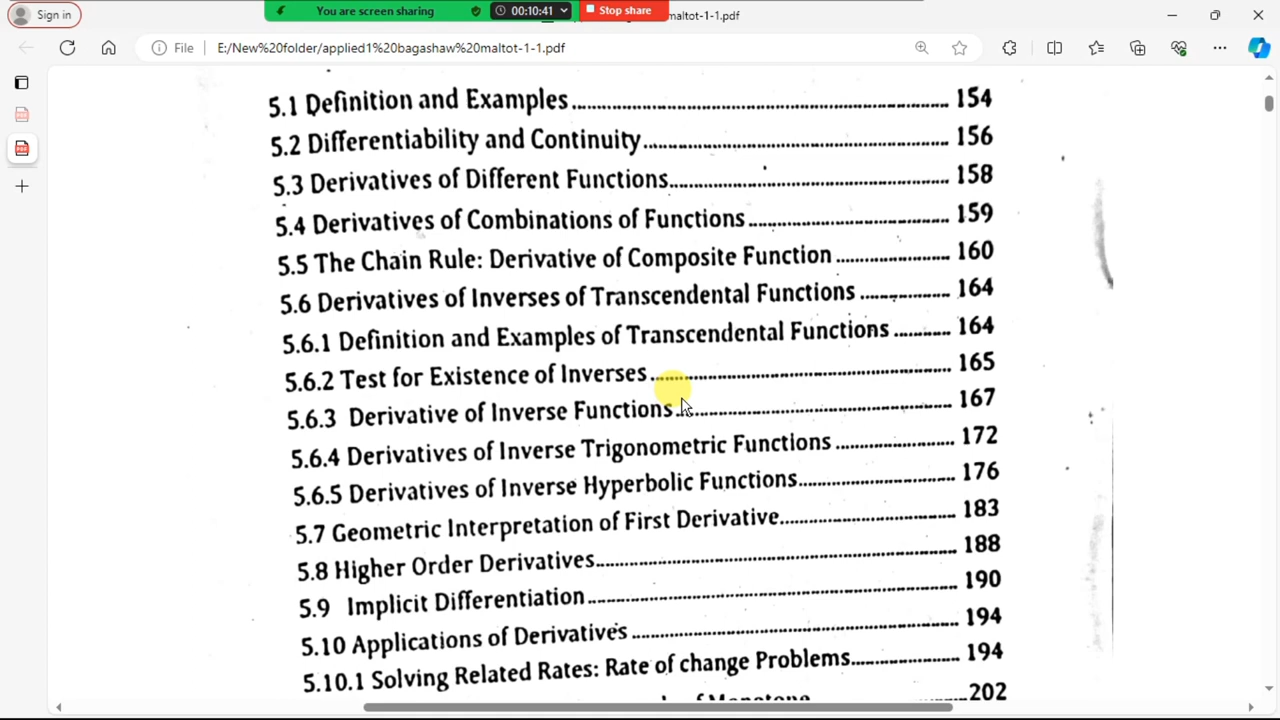 Sign in
You are screen sharing
00:10:41
Stop share
maltot-1-1.pdf
File
E:/New%20folder/applied1%20bagashaw%20maltot-1-1.pdf
5.1 Definition and Examples 154
5.2 Differentiability and Continuity 156
5.3 Derivatives of Different Functions 158
5.4 Derivatives of Combinations of Functions 159
5.5 The Chain Rule: Derivative of Composite Function 160
5.6 Derivatives of Inverses of Transcendental Functions 164
5.6.1 Definition and Examples of Transcendental Functions 164
5.6.2 Test for Existence of Inverses 165
5.6.3 Derivative of Inverse Functions 167
5.6.4 Derivatives of Inverse Trigonometric Functions 172
5.6.5 Derivatives of Inverse Hyperbolic Functions 176
5.7 Geometric Interpretation of First Derivative 183
5.8 Higher Order Derivatives 188
5.9 Implicit Differentiation 190
5.10 Applications of Derivatives 194
5.10.1 Solving Related Rates: Rate of change Problems 194
202